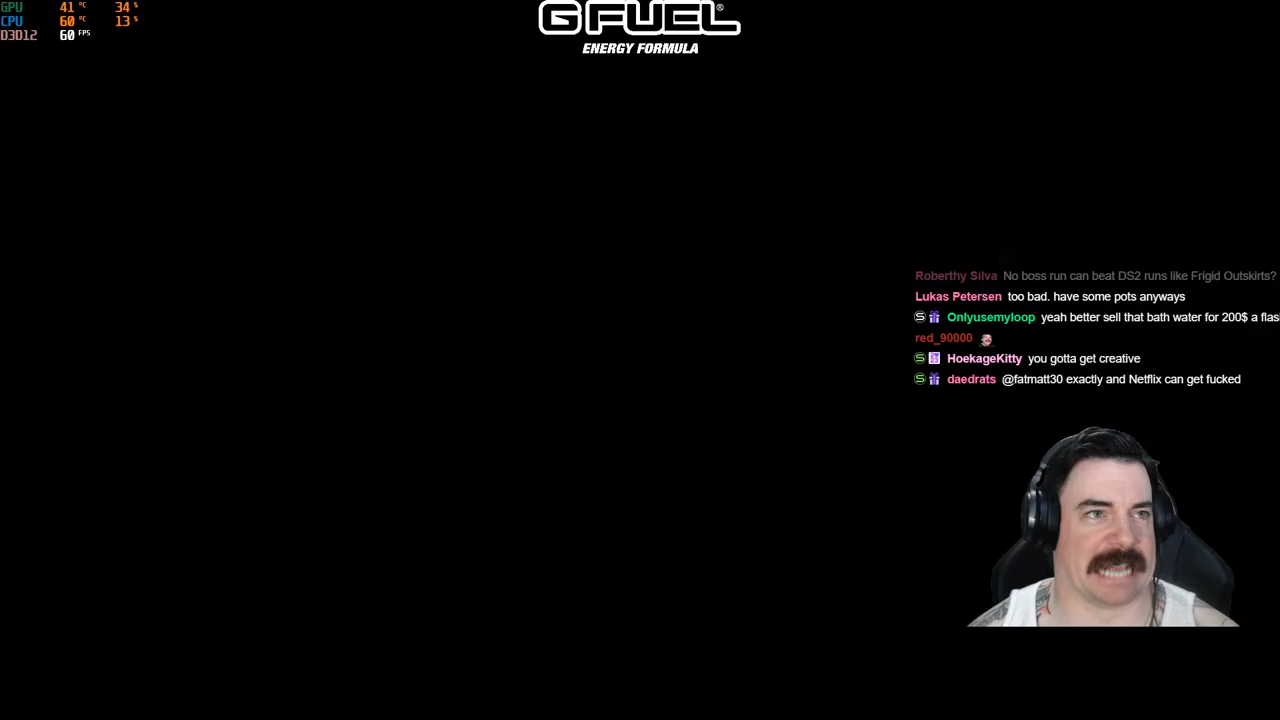 GPU 41 °C 34 %
CPU 60 °C 13 %
D3D12 60 FPS
G FUEL®
ENERGY FORMULA
Roberthy Silva No boss run can beat DS2 runs like Frigid Outskirts?
Lukas Petersen too bad. have some pots anyways
Onlyusemyloop yeah better sell that bath water for 200$ a flas
red_90000
HoekageKitty you gotta get creative
daedrats @fatmatt30 exactly and Netflix can get fucked